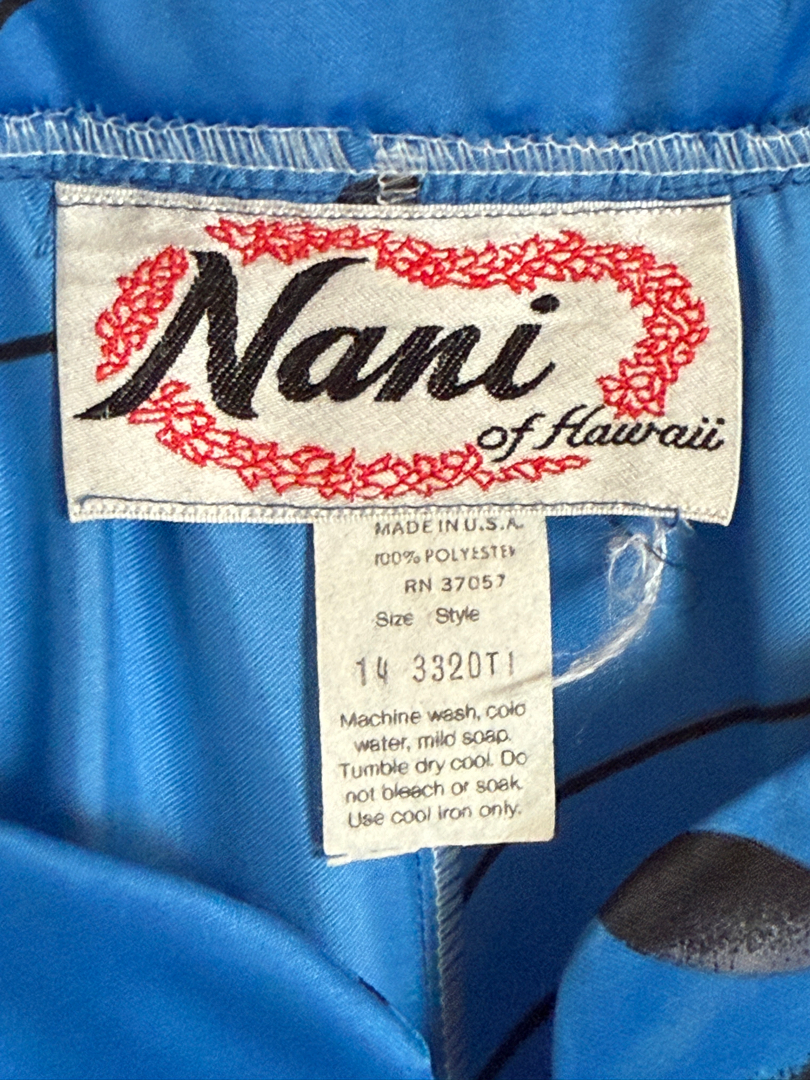 Nani
of Hawaii
MADE IN U.S.A.
100% POLYESTER
RN 37057
Size Style
14 3320T1
Machine wash, cold
water, mild soap.
Tumble dry cool. Do
not bleach or soak.
Use cool iron only.